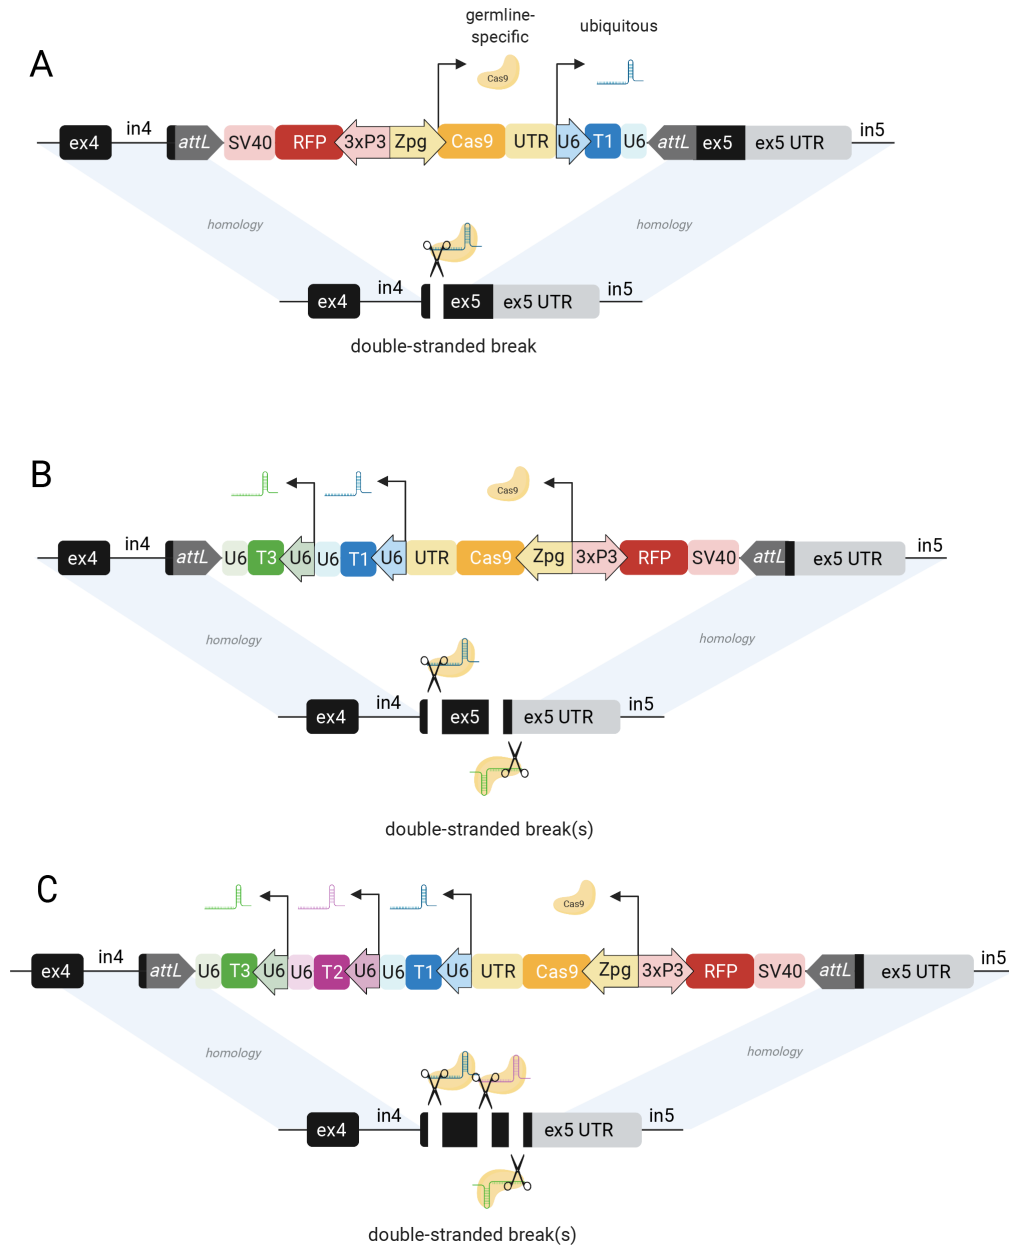 A
germline-
specific
ubiquitous
Cas9
ex4 in4 attL SV40 RFP 3xP3 Zpg Cas9 UTR U6 T1 U6 attL ex5 ex5 UTR in5
homology homology
ex4 in4 ex5 ex5 UTR in5
double-stranded break
B
Cas9
ex4 in4 attL U6 T3 U6 U6 T1 U6 UTR Cas9 Zpg 3xP3 RFP SV40 attL ex5 UTR in5
homology homology
ex4 in4 ex5 ex5 UTR in5
double-stranded break(s)
C
Cas9
ex4 in4 attL U6 T3 U6 U6 T2 U6 U6 T1 U6 UTR Cas9 Zpg 3xP3 RFP SV40 attL ex5 UTR in5
homology homology
ex4 in4 ex5 UTR in5
double-stranded break(s)